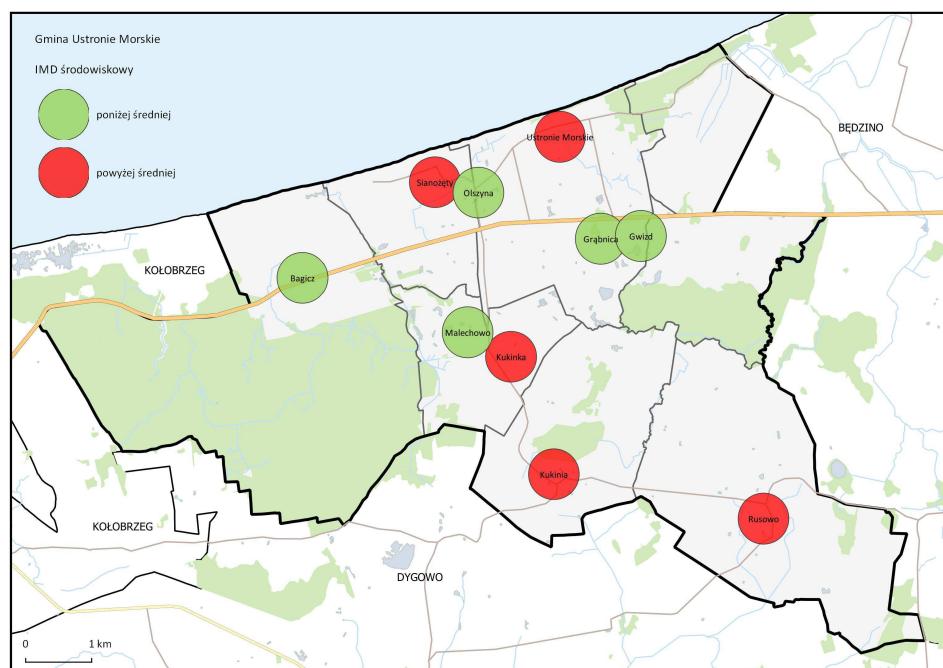 Gmina Ustronie Morskie
IMD środowiskowy
poniżej średniej
powyżej średniej
BĘDZINO
Ustronie Morskie
Sianożęty
Olszyna
Grąbnica
Gwizd
KOŁOBRZEG
Bagicz
Malechowo
Kukinka
Kukinia
Rusowo
KOŁOBRZEG
DYGOWO
0 1 km